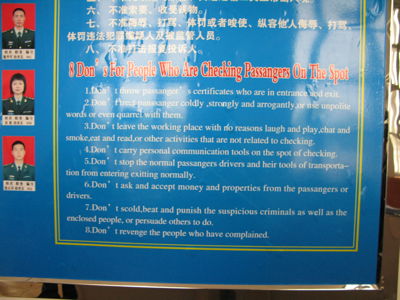 六、不准索要、收受贿物。
七、不准侮辱、打骂、体罚或者唆使、纵容他人侮辱、打骂、
体罚违法犯罪嫌疑人及被监管人员。
八、不准打击报复投诉人。
8 Don's For People Who Are Checking Passangers On The Spot
1.Don't throw passanger's certificates who are in entrance and exit.
2.Don't treat passanger coldly ,strongly and arrogantly,or use unpolite
words or even quarrel with them.
3.Don't leave the working place with no reasons laugh and play,chat and
smoke,eat and read,or other activities that are not related to checking.
4.Don't carry personal communication tools on the spot of checking.
5.Don't stop the normal passangers drivers and heir tools of transporta-
tion from entering exitting normally.
6.Don't ask and accept money and properties from the passangers or
drivers.
7.Don't scold,beat and punish the suspicious criminals as well as the
enclosed people, or persuade others to do.
8.Don't revenge the people who have complained.